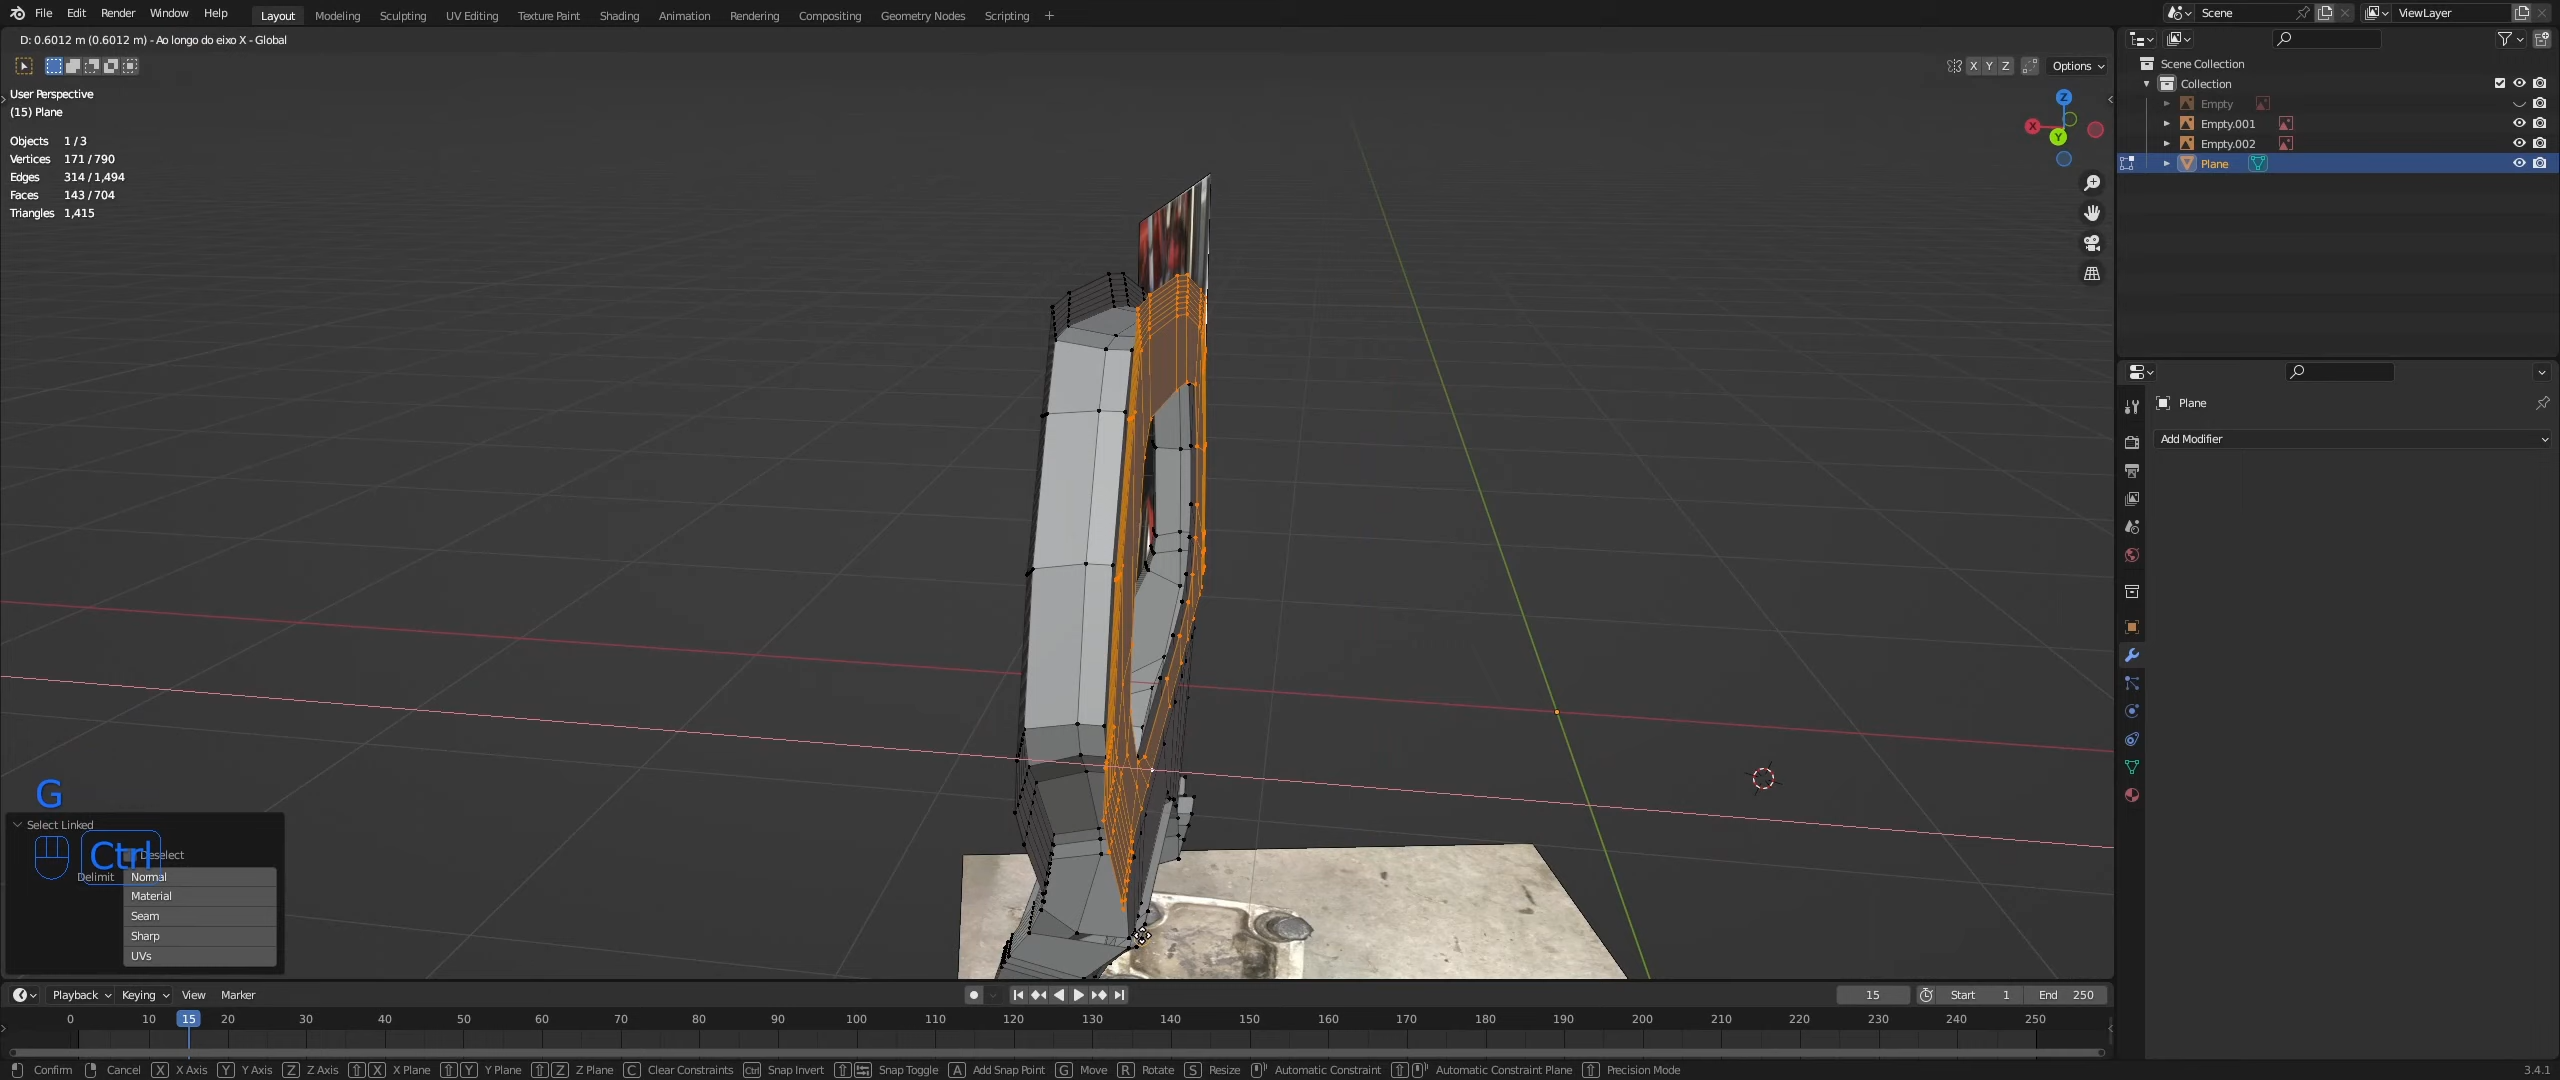 File Edit Render Window Help Layout Modeling Sculpting UV Editing Texture Paint Shading Animation Rendering Compositing Geometry Nodes Scripting + Scene ViewLayer
D: 0.6012 m (0.6012 m) - Ao longo do eixo X - Global
X Y Z Options
User Perspective
(15) Plane
Objects 1 / 3
Vertices 171 / 790
Edges 314 / 1,494
Faces 143 / 704
Triangles 1,415
Z
X
Y
Scene Collection
Collection
Empty
Empty.001
Empty.002
Plane
Plane
Add Modifier
G
Select Linked
Ctrl
Deselect
Delimit Normal
Material
Seam
Sharp
UVs
Playback Keying View Marker 15 Start 1 End 250
0 10 15 20 30 40 50 60 70 80 90 100 110 120 130 140 150 160 170 180 190 200 210 220 230 240 250
Confirm Cancel X X Axis Y Y Axis Z Z Axis X X Plane Y Y Plane Z Z Plane C Clear Constraints Ctrl Snap Invert Snap Toggle A Add Snap Point G Move R Rotate S Resize Automatic Constraint Automatic Constraint Plane Precision Mode 3.4.1